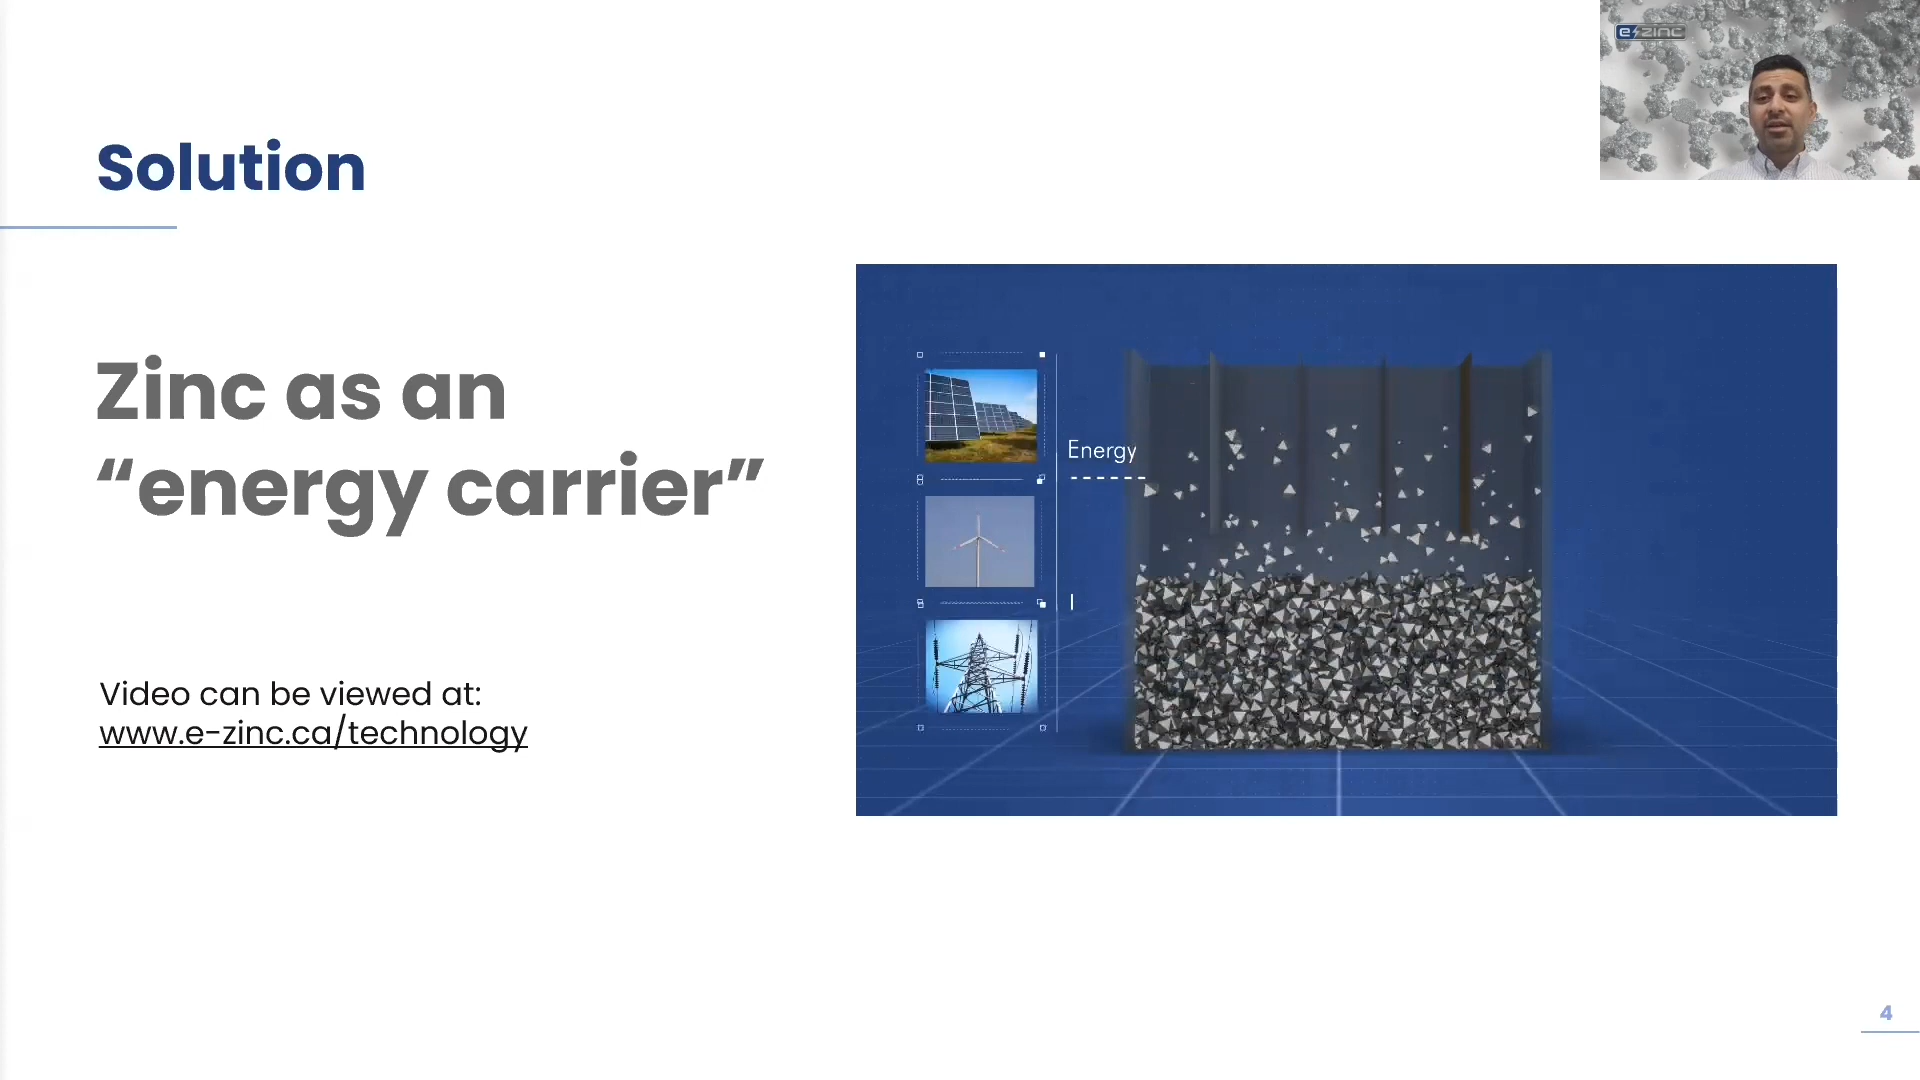 e zinc
Solution
Zinc as an
“energy carrier”
Energy
Video can be viewed at:
www.e-zinc.ca/technology
4